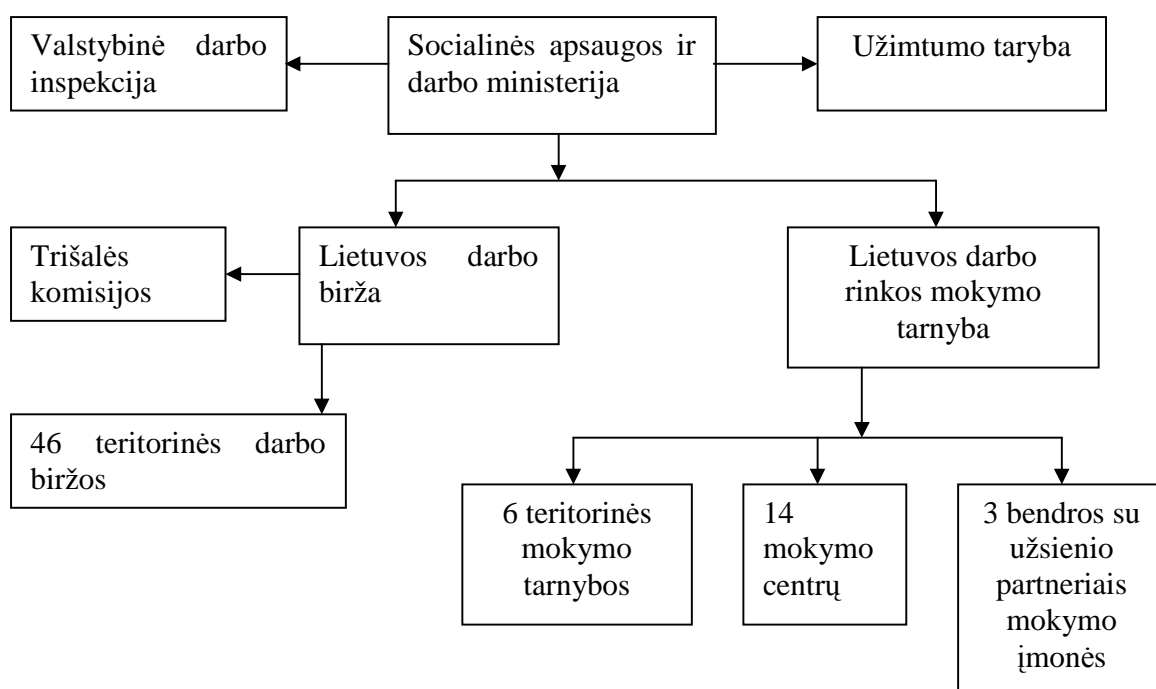 Valstybinė darbo
inspekcija
Socialinės apsaugos ir
darbo ministerija
Užimtumo taryba
Trišalės
komisijos
Lietuvos darbo
birža
Lietuvos darbo
rinkos mokymo
tarnyba
46 teritorinės darbo
biržos
6 teritorinės
mokymo
tarnybos
14
mokymo
centrų
3 bendros su
užsienio
partneriais
mokymo
įmonės